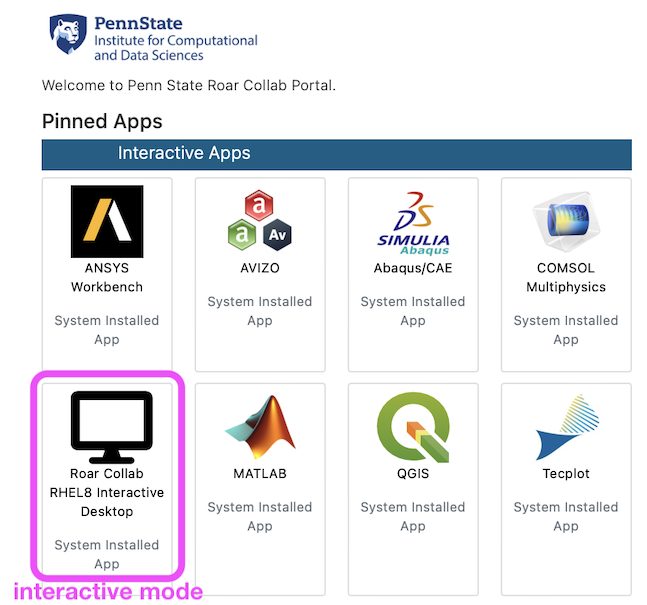 PennState
Institute for Computational
and Data Sciences
Welcome to Penn State Roar Collab Portal.
Pinned Apps
Interactive Apps
ANSYS
Workbench
System Installed
App
a
a
Av
AVIZO
System Installed
App
DS
SIMULIA
Abaqus
Abaqus/CAE
System Installed
App
COMSOL
Multiphysics
System Installed
App
Roar Collab
RHEL8 Interactive
Desktop
System Installed
App
MATLAB
System Installed
App
QGIS
System Installed
App
Tecplot
System Installed
App
interactive mode